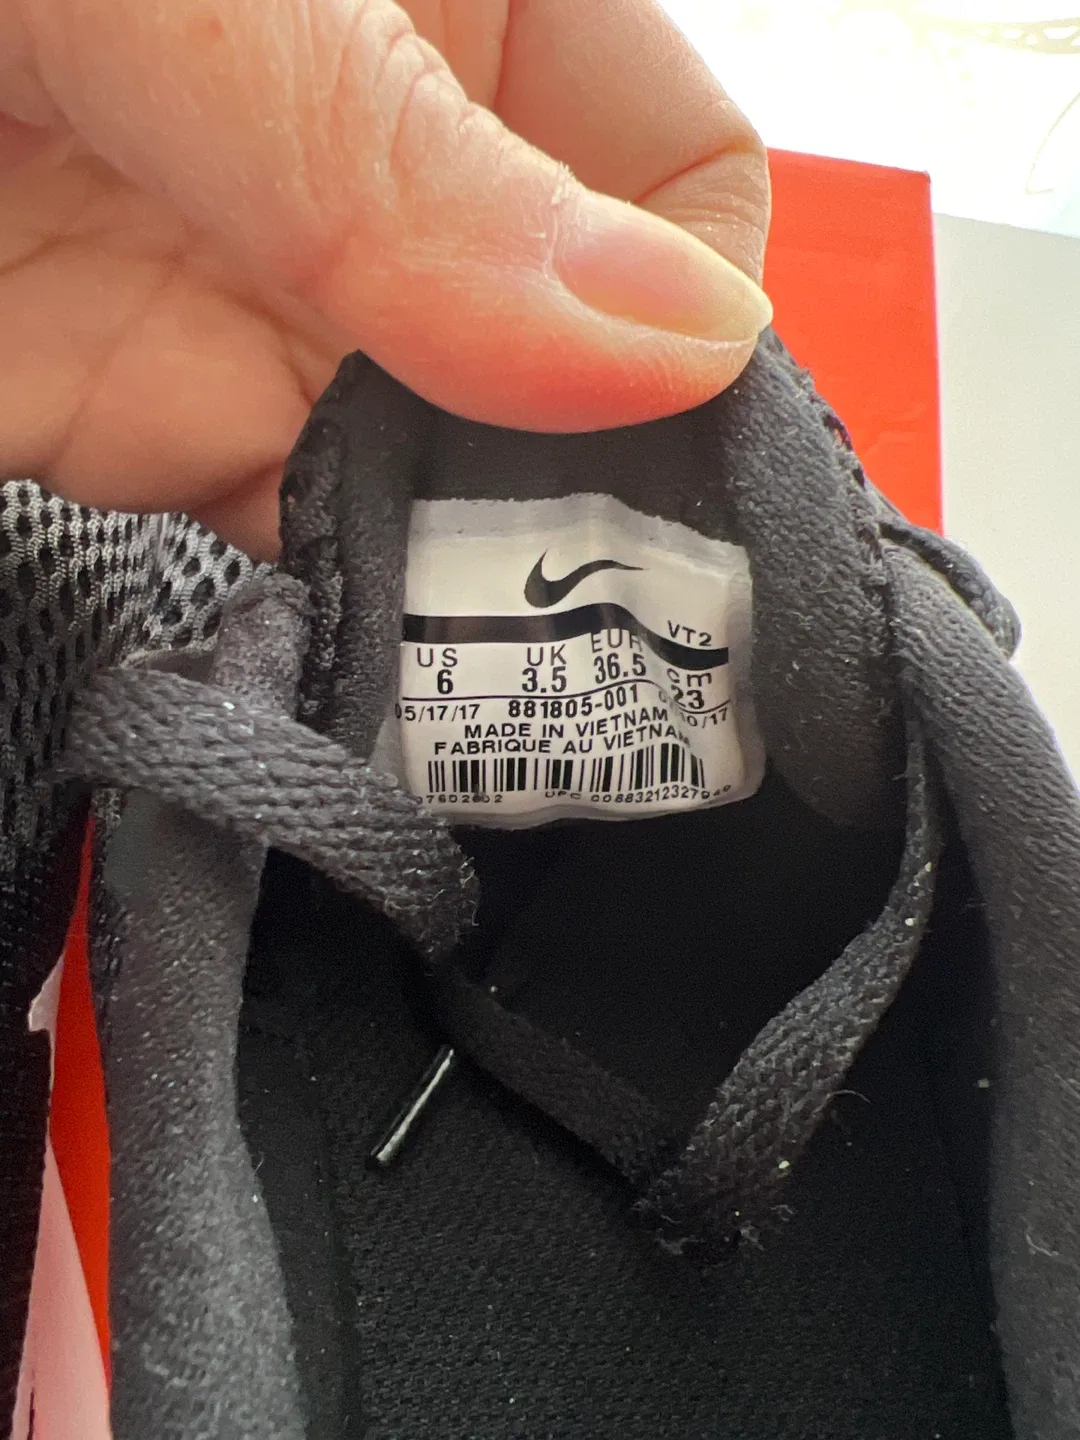 VT2
US UK EUR cm
6 3.5 36.5 23
05/17/17 881805-001
MADE IN VIETNAM
FABRIQUE AU VIETNAM
UPC